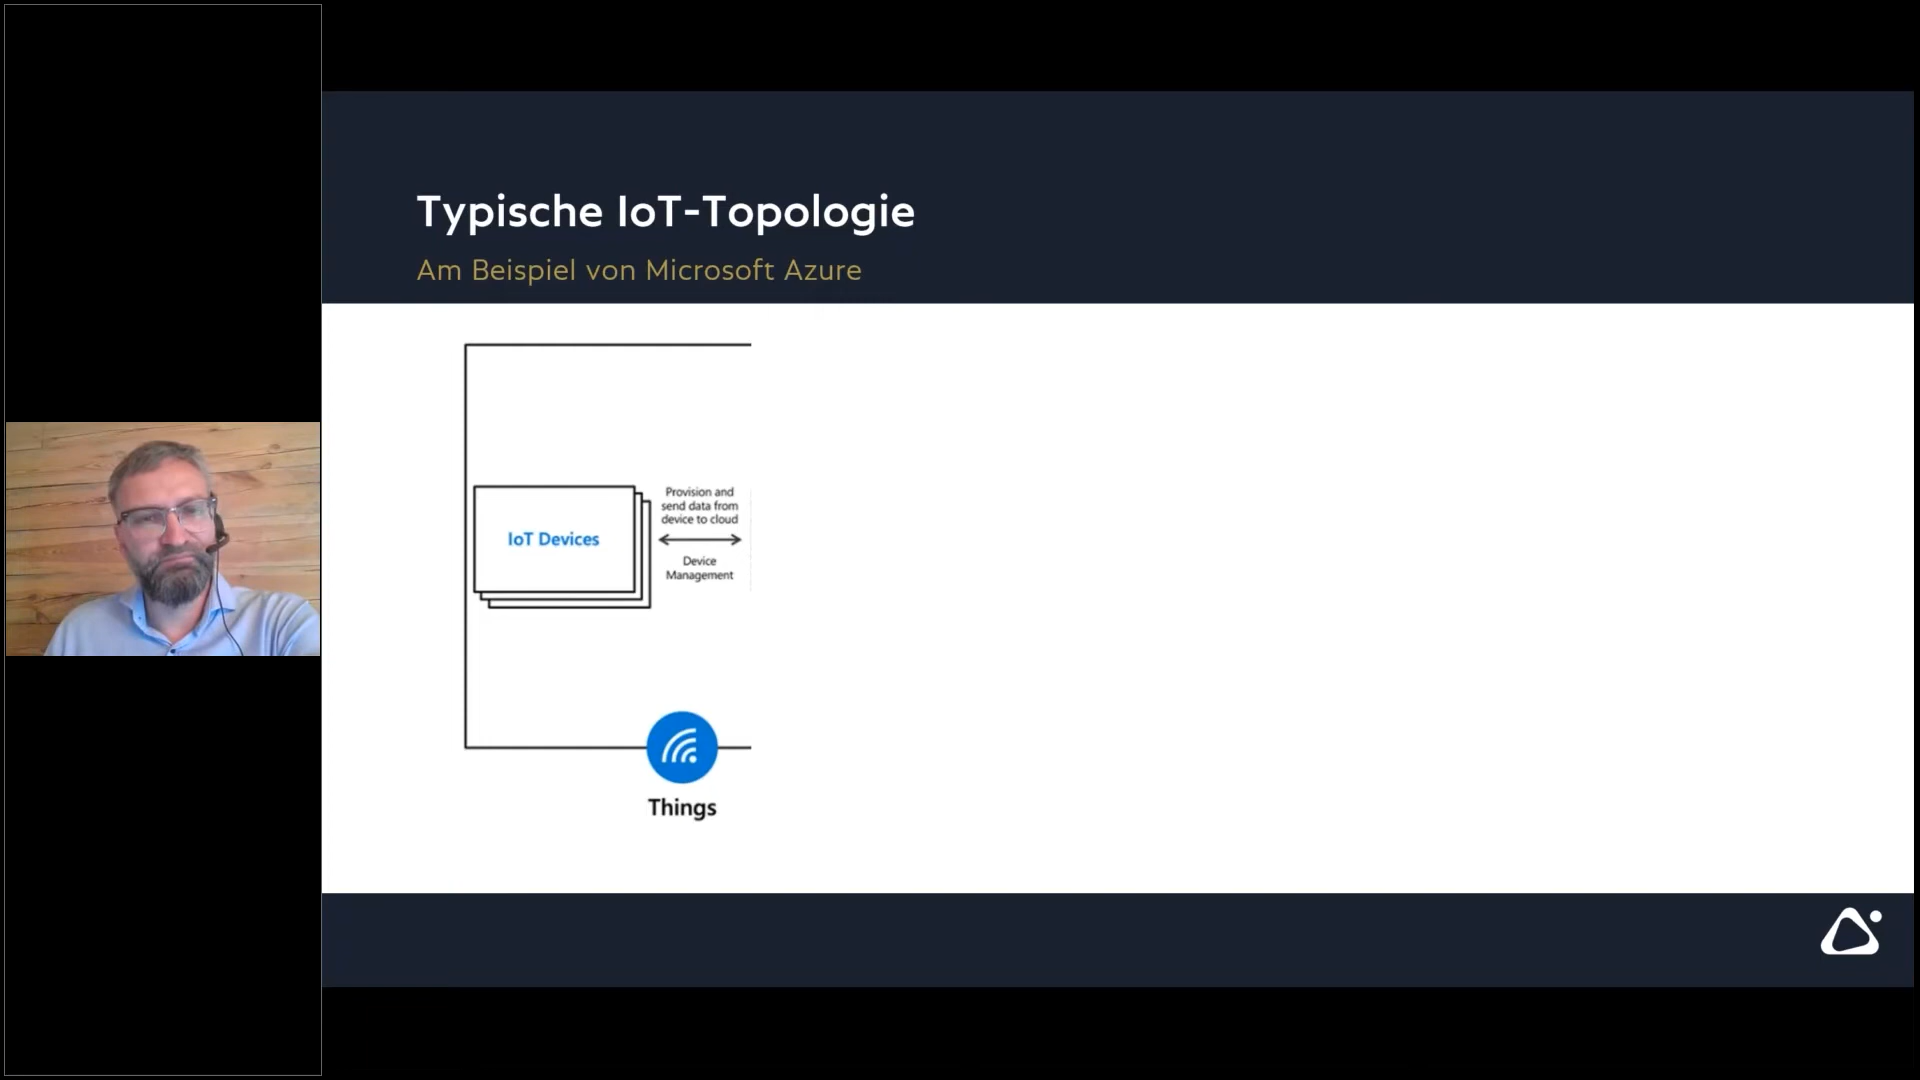 Typische IoT-Topologie
Am Beispiel von Microsoft Azure
IoT Devices
Provision and
send data from
device to cloud
Device
Management
Things